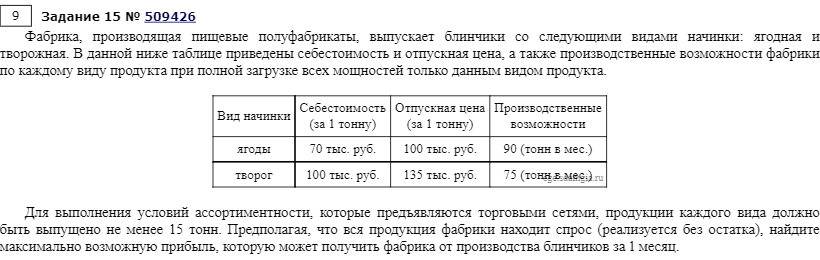 9 Задание 15 № 509426
Фабрика, производящая пищевые полуфабрикаты, выпускает блинчики со следующими видами начинки: ягодная и
творожная. В данной ниже таблице приведены себестоимость и отпускная цена, а также производственные возможности фабрики
по каждому виду продукта при полной загрузке всех мощностей только данным видом продукта.
Вид начинки Себестоимость (за 1 тонну) Отпускная цена (за 1 тонну) Производственные возможности
ягоды 70 тыс. руб. 100 тыс. руб. 90 (тонн в мес.)
творог 100 тыс. руб. 135 тыс. руб. 75 (тонн в мес.)
Для выполнения условий ассортиментности, которые предъявляются торговыми сетями, продукции каждого вида должно
быть выпущено не менее 15 тонн. Предполагая, что вся продукция фабрики находит спрос (реализуется без остатка), найдите
максимально возможную прибыль, которую может получить фабрика от производства блинчиков за 1 месяц.